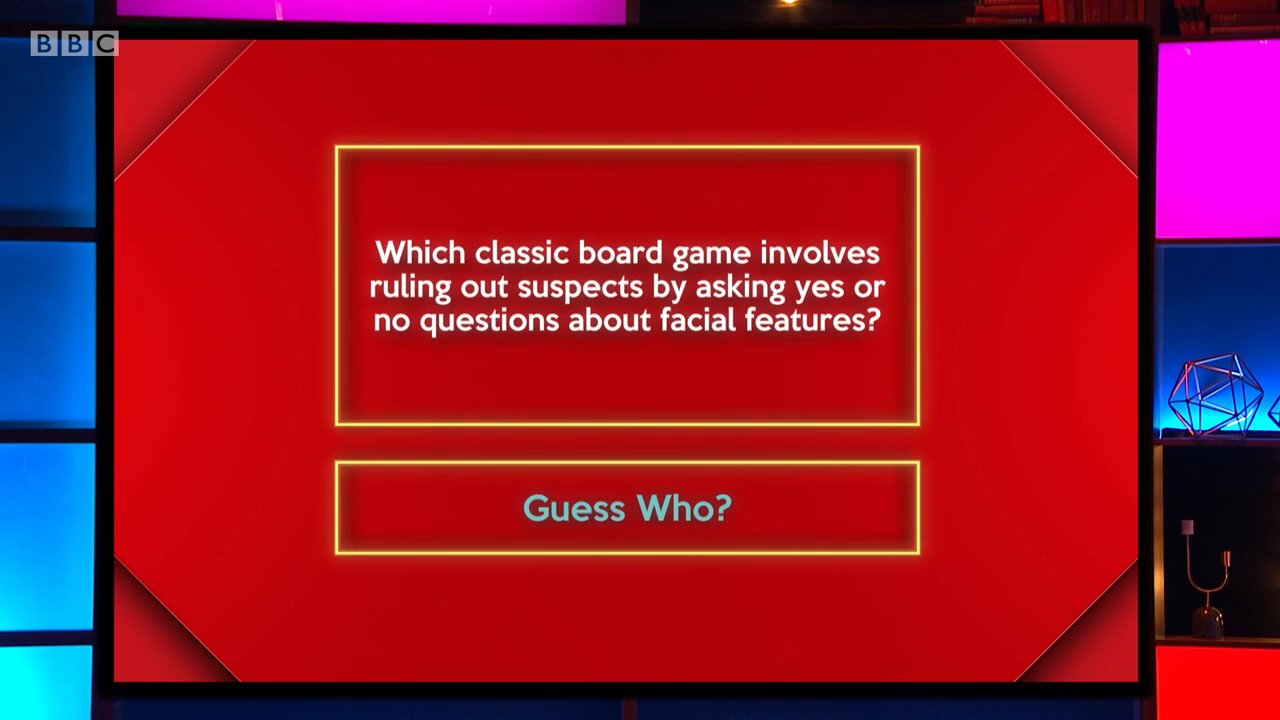 BBC
Which classic board game involves
ruling out suspects by asking yes or
no questions about facial features?
Guess Who?